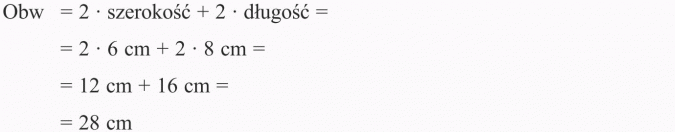 Obw = 2 · szerokość + 2 · długość =
= 2 · 6 cm + 2 · 8 cm =
= 12 cm + 16 cm =
= 28 cm